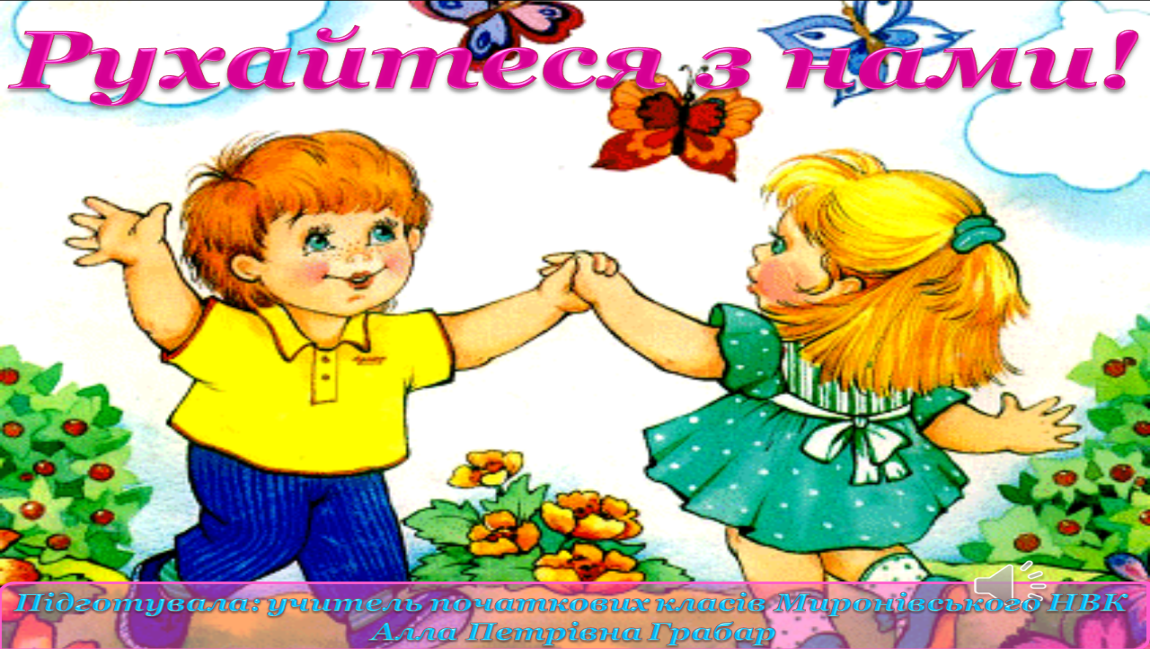 Рухайтеся з нами!
Підготувала: учитель початкових класів Миронівського НВК
Алла Петрівна Грабар